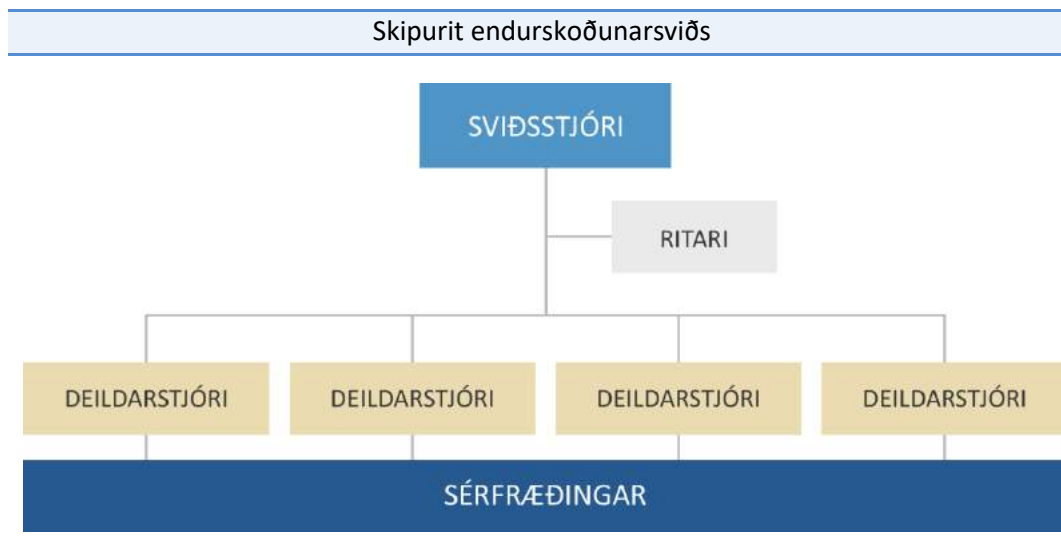 Skipurit endurskoðunarsviðs
SVIÐSSTJÓRI
RITARI
DEILDARSTJÓRI
DEILDARSTJÓRI
DEILDARSTJÓRI
DEILDARSTJÓRI
SÉRFRÆÐINGAR